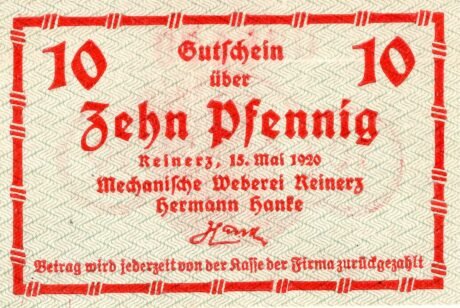 10 Gutschein 10
über
Zehn Pfennig
Reinerz, 15. Mai 1920
Mechanische Weberei Reinerz
Hermann Hanke
Hanke
Betrag wird jederzeit von der Kasse der Firma zurückgezahlt